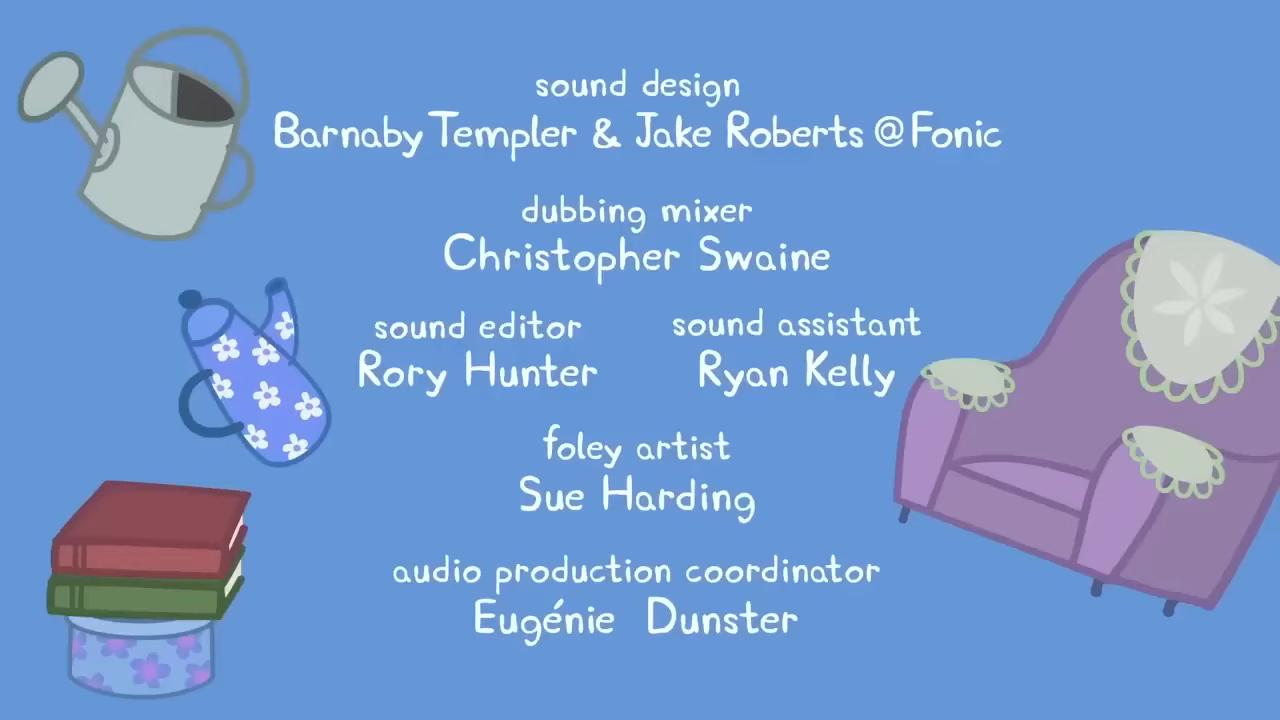 sound design
Barnaby Templer & Jake Roberts @ Fonic
dubbing mixer
Christopher Swaine
sound editor
Rory Hunter
sound assistant
Ryan Kelly
foley artist
Sue Harding
audio production coordinator
Eugénie Dunster